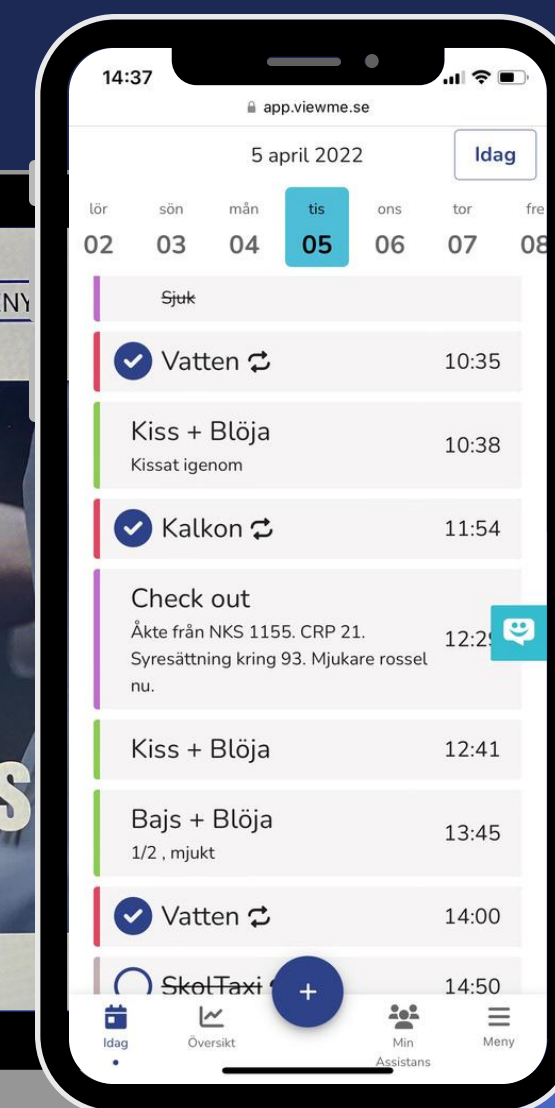 14:37
app.viewme.se
5 april 2022
Idag
lör sön mån tis ons tor fre
02 03 04 05 06 07 08
Sjuk
Vatten 10:35
Kiss + Blöja
Kissat igenom
10:38
Kalkon 11:54
Check out
Åkte från NKS 1155. CRP 21.
Syresättning kring 93. Mjukare rossel
nu.
Kiss + Blöja 12:41
Bajs + Blöja
1/2 , mjukt
13:45
Vatten 14:00
SkolTaxi 14:50
+
Idag Översikt Min Meny
Assistans